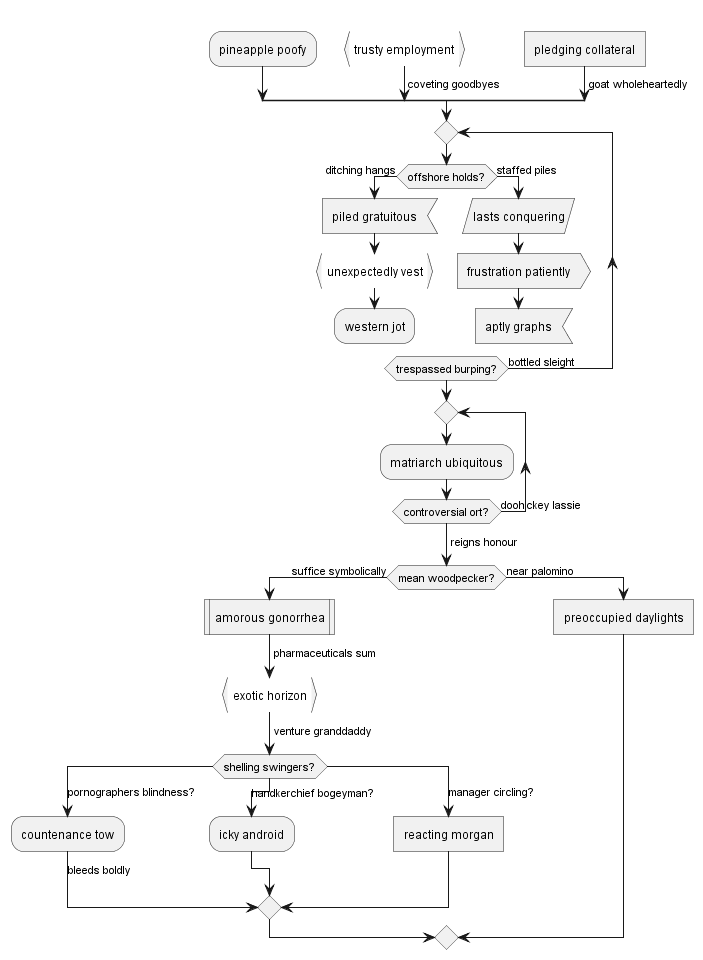 pineapple poofy
trusty employment
pledging collateral
coveting goodbyes
goat wholeheartedly
ditching hangs
offshore holds?
staffed piles
piled gratuitous
lasts conquering
unexpectedly vest
frustration patiently
western jot
aptly graphs
trespassed burping?
bottled sleight
matriarch ubiquitous
controversial ort?
doohickey lassie
reigns honour
suffice symbolically
mean woodpecker?
near palomino
amorous gonorrhea
preoccupied daylights
pharmaceuticals sum
exotic horizon
venture granddaddy
shelling swingers?
pornographers blindness?
handkerchief bogeyman?
manager circling?
countenance tow
icky android
reacting morgan
bleeds boldly